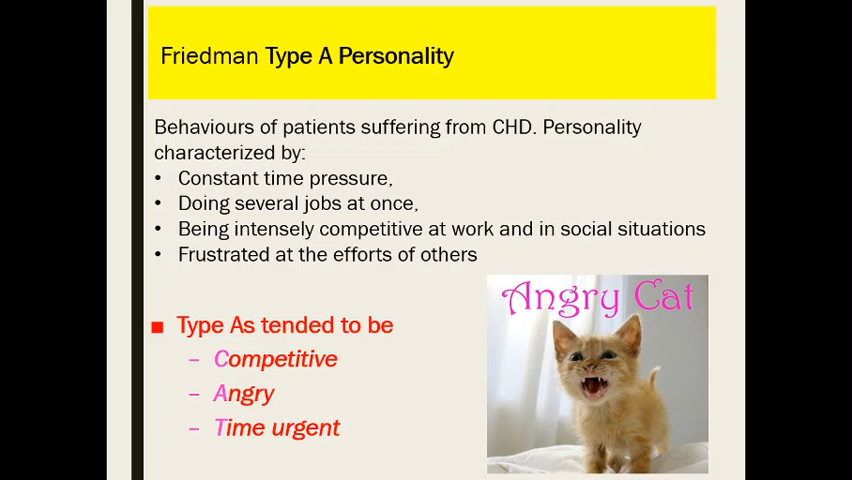 Friedman Type A Personality
Behaviours of patients suffering from CHD. Personality
characterized by:
• Constant time pressure,
• Doing several jobs at once,
• Being intensely competitive at work and in social situations
• Frustrated at the efforts of others
Angry Cat
■ Type As tended to be
– Competitive
– Angry
– Time urgent